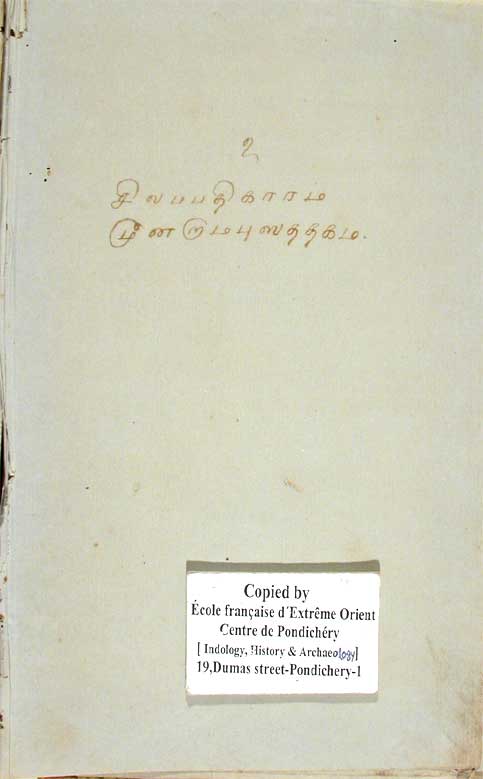 உ
சிலபபதிகாரம
மூனறுமபுஸததகம.
Copied by
École française d'Extrême Orient
Centre de Pondichéry
[ Indology, History & Archaeology]
19,Dumas street-Pondichery-1